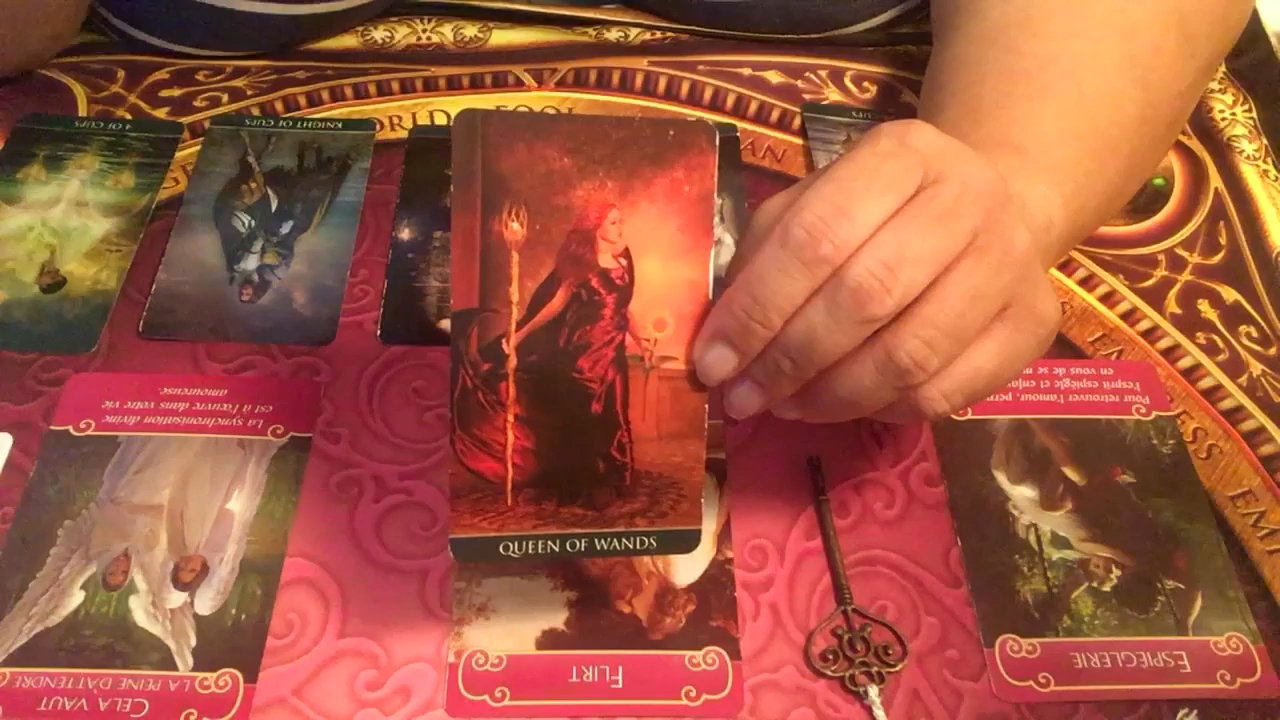 4 OF CUPS
KNIGHT OF CUPS
FOOL
QUEEN OF WANDS
La synchronisation divine
est à l'œuvre dans votre vie
amoureuse.
CELA VAUT
LA PEINE D'ATTENDRE
FLIRT
Pour retrouver l'amour,
l'esprit espiègle et
en vous de se
ESPIÈGLERIE